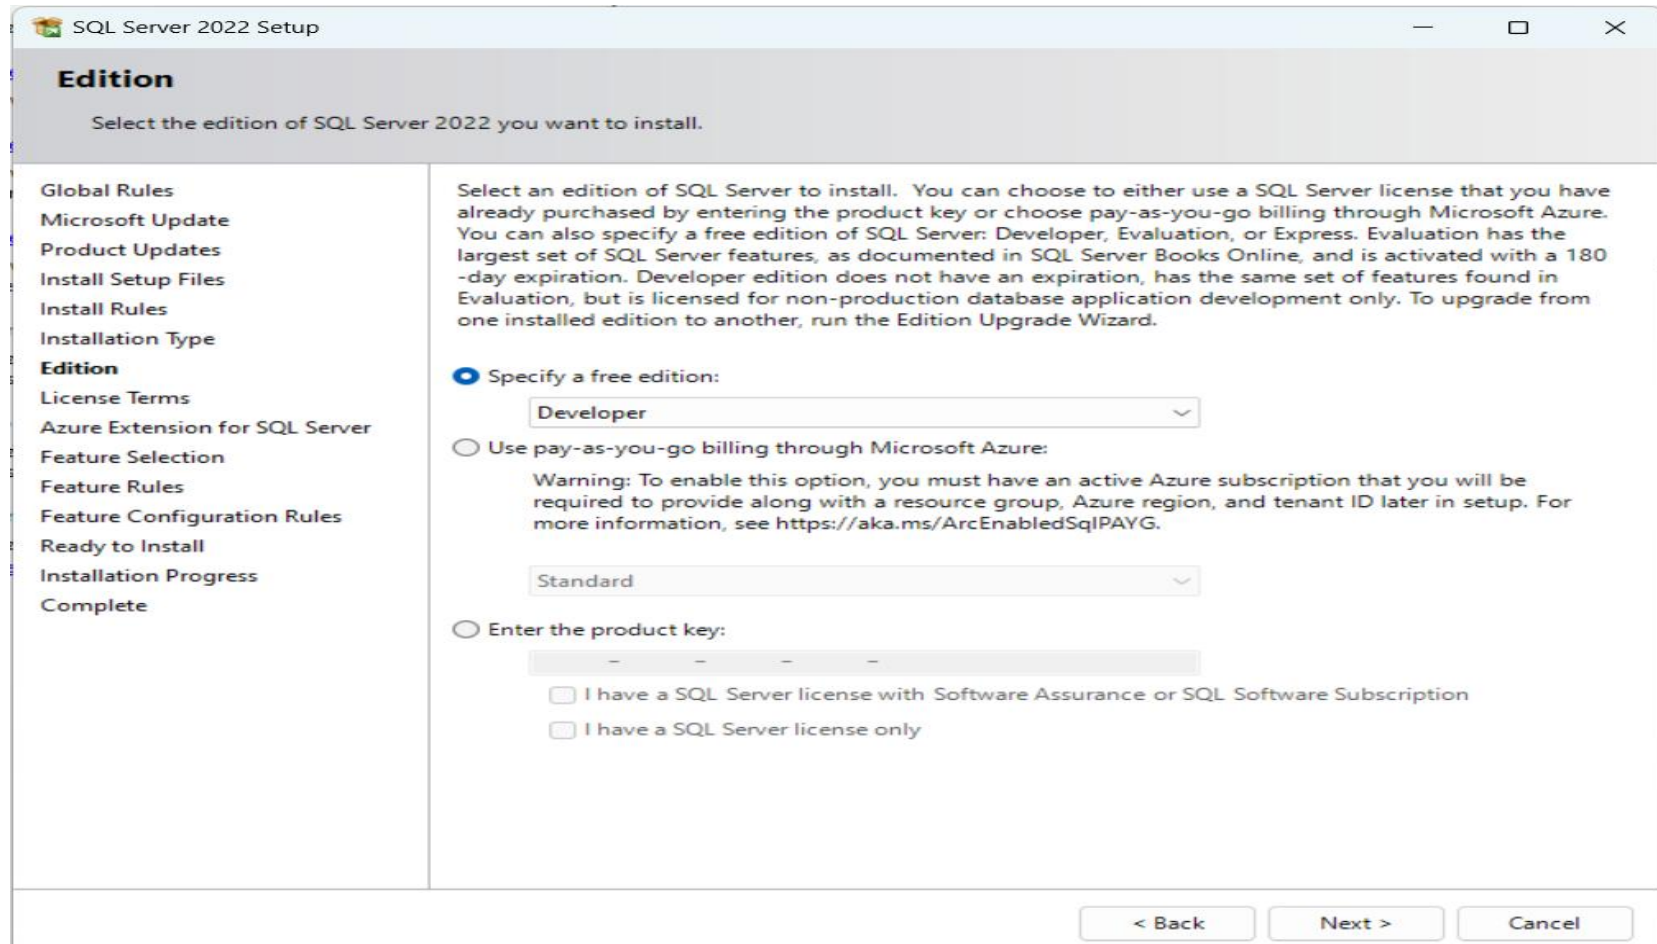 SQL Server 2022 Setup
Edition
Select the edition of SQL Server 2022 you want to install.
Global Rules
Microsoft Update
Product Updates
Install Setup Files
Install Rules
Installation Type
Edition
License Terms
Azure Extension for SQL Server
Feature Selection
Feature Rules
Feature Configuration Rules
Ready to Install
Installation Progress
Complete
Select an edition of SQL Server to install. You can choose to either use a SQL Server license that you have
already purchased by entering the product key or choose pay-as-you-go billing through Microsoft Azure.
You can also specify a free edition of SQL Server: Developer, Evaluation, or Express. Evaluation has the
largest set of SQL Server features, as documented in SQL Server Books Online, and is activated with a 180
-day expiration. Developer edition does not have an expiration, has the same set of features found in
Evaluation, but is licensed for non-production database application development only. To upgrade from
one installed edition to another, run the Edition Upgrade Wizard.
Specify a free edition:
Developer
Use pay-as-you-go billing through Microsoft Azure:
Warning: To enable this option, you must have an active Azure subscription that you will be
required to provide along with a resource group, Azure region, and tenant ID later in setup. For
more information, see https://aka.ms/ArcEnabledSqlPAYG.
Standard
Enter the product key:
- - - -
I have a SQL Server license with Software Assurance or SQL Software Subscription
I have a SQL Server license only
< Back
Next >
Cancel